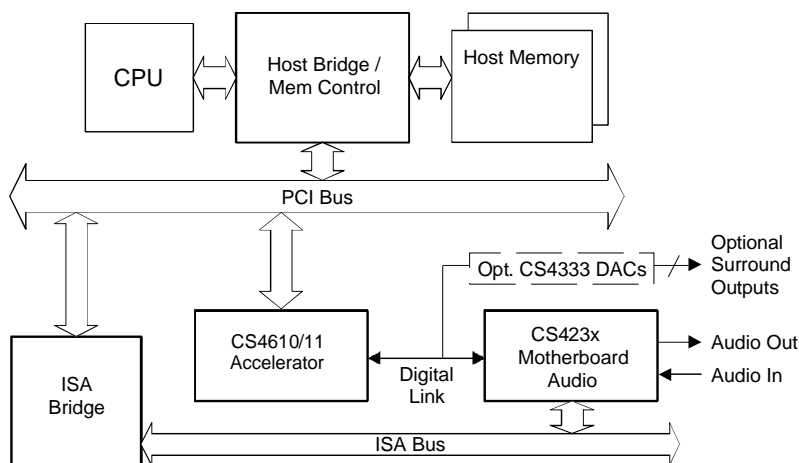 CPU
Host Bridge /
Mem Control
Host Memory
PCI Bus
Opt. CS4333 DACs
Optional
Surround
Outputs
CS4610/11
Accelerator
Digital
Link
CS423x
Motherboard
Audio
Audio Out
Audio In
ISA
Bridge
ISA Bus